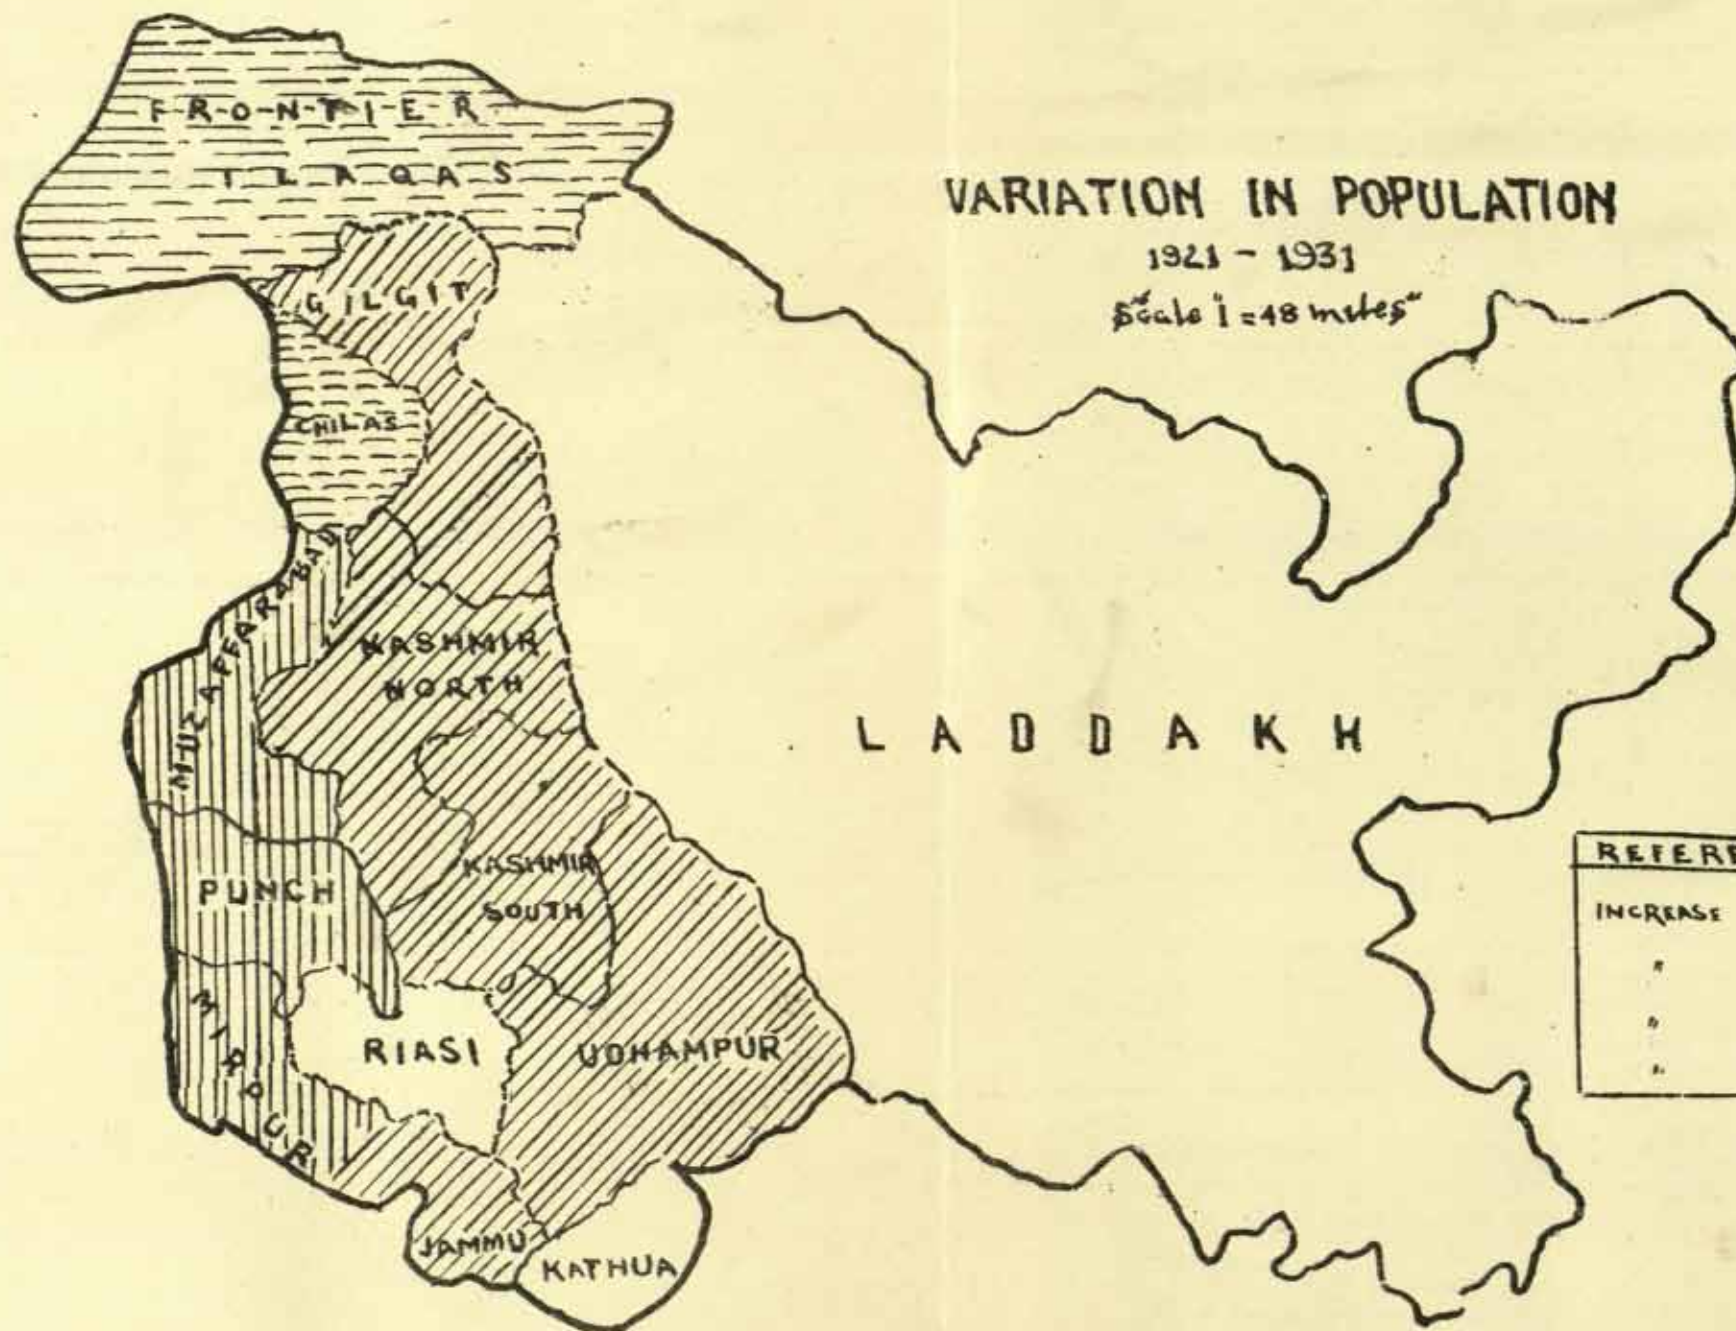 FRONTIER
ILAQAS
VARIATION IN POPULATION
1921 - 1931
Scale 1 = 48 miles"
GILGIT
CHILAS
MUZAFFARABAD
KASHMIR
NORTH
LADDAKH
PUNCH
KASHMIR
SOUTH
REFERE
INCREASE
"
"
"
MIRPUR
RIASI
UDHAMPUR
JAMMU
KATHUA